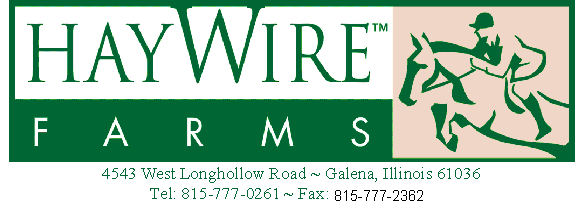 HAYWIRE™
FARMS
4543 West Longhollow Road ~ Galena, Illinois 61036
Tel: 815-777-0261 ~ Fax: 815-777-2362